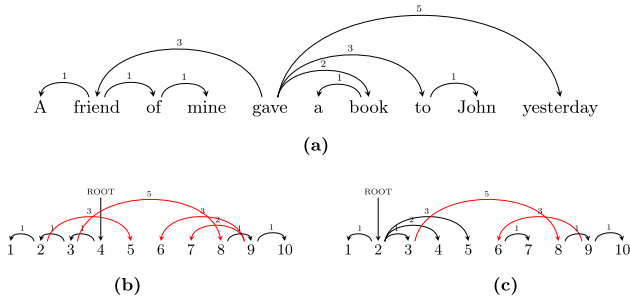 5
3
3
2
1 1 1 1 1
A friend of mine gave a book to John yesterday
(a)
ROOT ROOT
3 5 3 2 3 2 5 3
1 1 1 1 1 1 1 1 1 1
1 2 3 4 5 6 7 8 9 10 1 2 3 4 5 6 7 8 9 10
(b) (c)